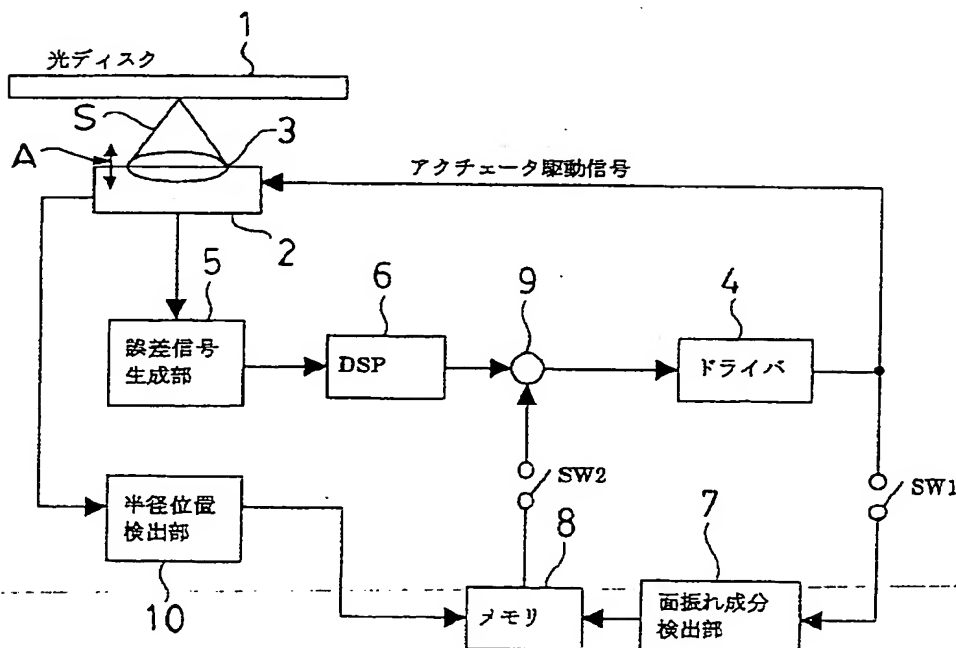 1
光ディスク
S
3
A
アクチェータ駆動信号
2
5
6
9
4
誤差信号
生成部
DSP
ドライバ
SW2
SW1
半径位置
検出部
8
7
10
メモリ
面振れ成分
検出部